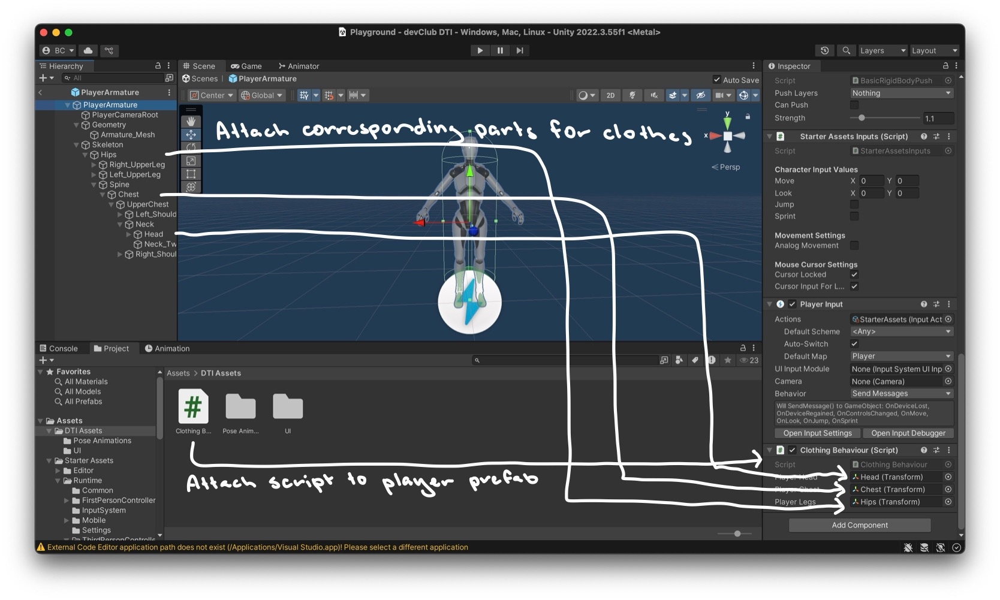 Playground - devClub DTI - Windows, Mac, Linux - Unity 2022.3.55f1 <Metal>
BC
Layers
Layout
Hierarchy
All
PlayerArmature
PlayerArmature
PlayerCameraRoot
Geometry
Armature_Mesh
Skeleton
Hips
Right_UpperLeg
Left_UpperLeg
Spine
Chest
UpperChest
Left_Should
Neck
Head
Neck_Tw
Right_Shoul
Scene
Game
Animator
Scenes
PlayerArmature
Auto Save
Center
Global
2D
Attach corresponding parts for clothes
y
x
Persp
Inspector
Script
BasicRigidBodyPush
Push Layers
Nothing
Can Push
Strength
1.1
Starter Assets Inputs (Script)
Script
StarterAssetsInputs
Character Input Values
Move X 0 Y 0
Look X 0 Y 0
Jump
Sprint
Movement Settings
Analog Movement
Mouse Cursor Settings
Cursor Locked
Cursor Input For L...
Player Input
Actions
StarterAssets (Input Act
Default Scheme
<Any>
Auto-Switch
Default Map
Player
UI Input Module
None (Input System UI Inp
Camera
None (Camera)
Behavior
Send Messages
Will SendMessage() to GameObject: OnDeviceLost,
OnDeviceRegained, OnControlsChanged, OnMove,
OnLook, OnJump, OnSprint
Open Input Settings
Open Input Debugger
Clothing Behaviour (Script)
Script
Clothing Behaviour
Player Head
Head (Transform)
Player Chest
Chest (Transform)
Player Legs
Hips (Transform)
Add Component
Console
Project
Animation
23
Favorites
All Materials
All Models
All Prefabs
Assets
DTI Assets
Pose Animations
UI
Starter Assets
Editor
Runtime
Common
FirstPersonController
InputSystem
Mobile
Settings
ThirdPersonControlle
Assets > DTI Assets
#
Clothing B...
Pose Anim...
UI
Attach script to player prefab
External Code Editor application path does not exist (/Applications/Visual Studio.app)! Please select a different application